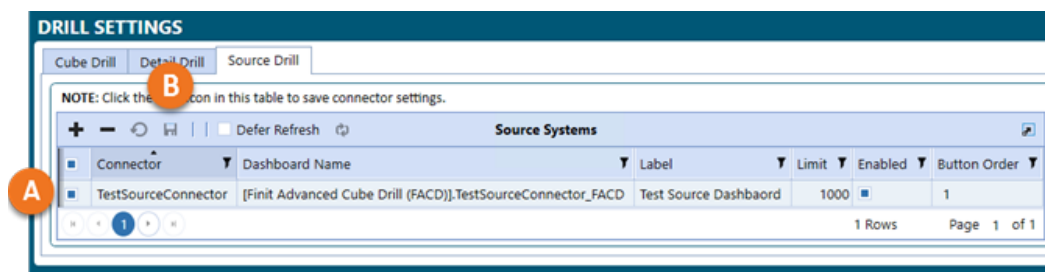 DRILL SETTINGS
Cube Drill Detail Drill Source Drill
B
NOTE: Click the icon in this table to save connector settings.
Defer Refresh Source Systems
Connector Dashboard Name Label Limit Enabled Button Order
A
TestSourceConnector [Finit Advanced Cube Drill (FACD)].TestSourceConnector_FACD Test Source Dashbaord 1000 1
1 1 Rows Page 1 of 1